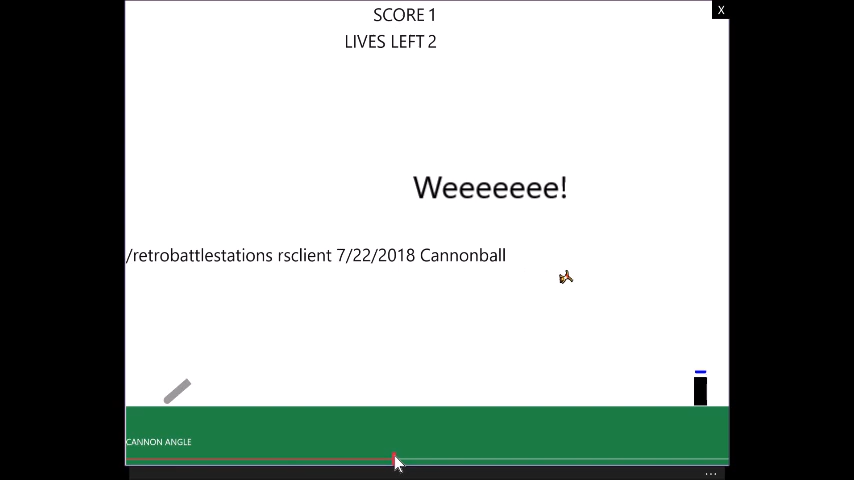 X
SCORE 1
LIVES LEFT 2
Weeeeeee!
/retrobattlestations rsclient 7/22/2018 Cannonball
CANNON ANGLE
...